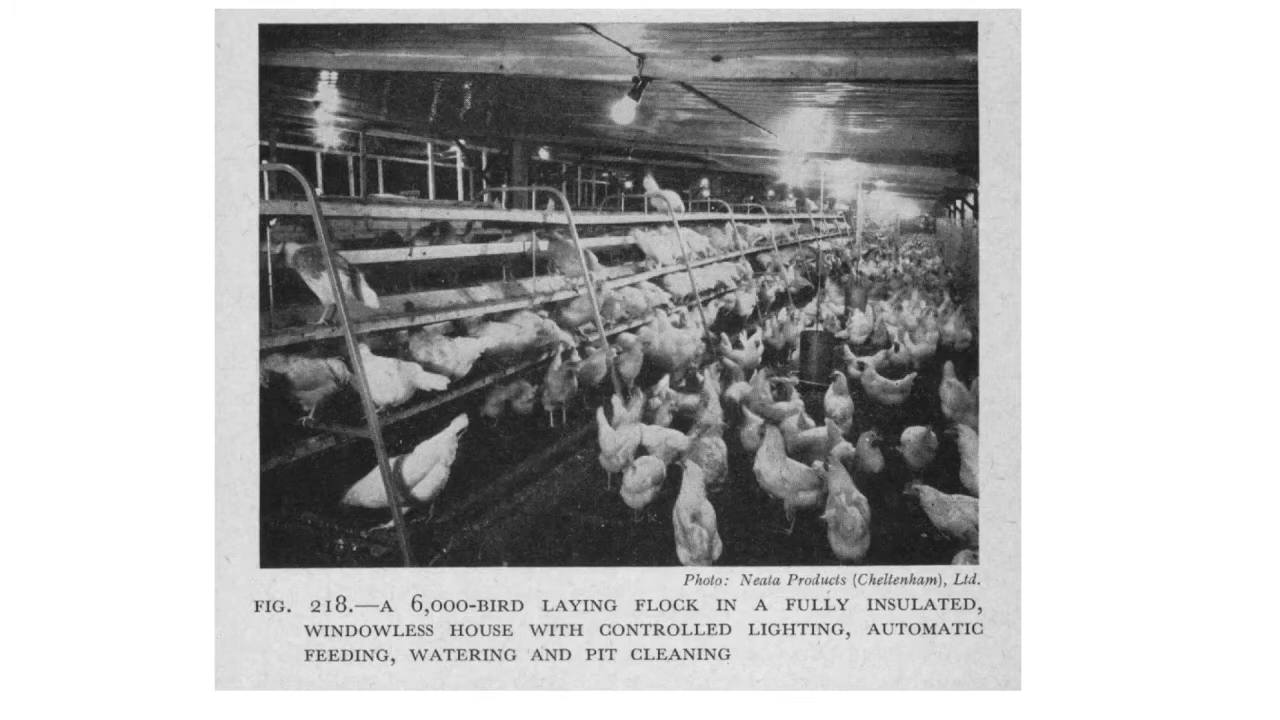 Photo: Neata Products (Cheltenham), Ltd.
FIG. 218.—A 6,000-BIRD LAYING FLOCK IN A FULLY INSULATED,
WINDOWLESS HOUSE WITH CONTROLLED LIGHTING, AUTOMATIC
FEEDING, WATERING AND PIT CLEANING